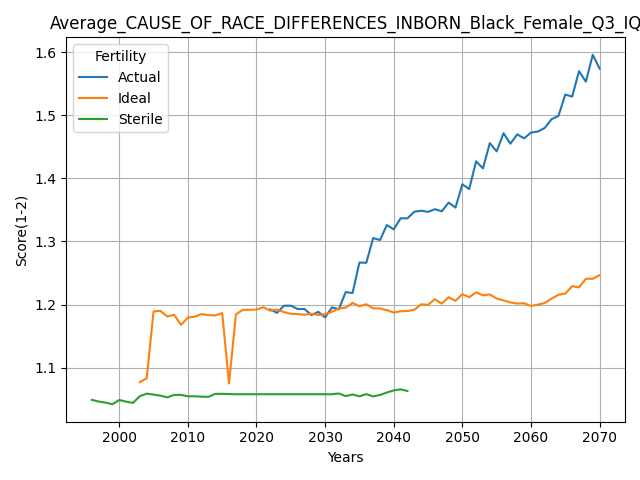 Average_CAUSE_OF_RACE_DIFFERENCES_INBORN_Black_Female_Q3_IQ
Fertility
Actual
Ideal
Sterile
Score(1-2)
1.6
1.5
1.4
1.3
1.2
1.1
2000 2010 2020 2030 2040 2050 2060 2070
Years